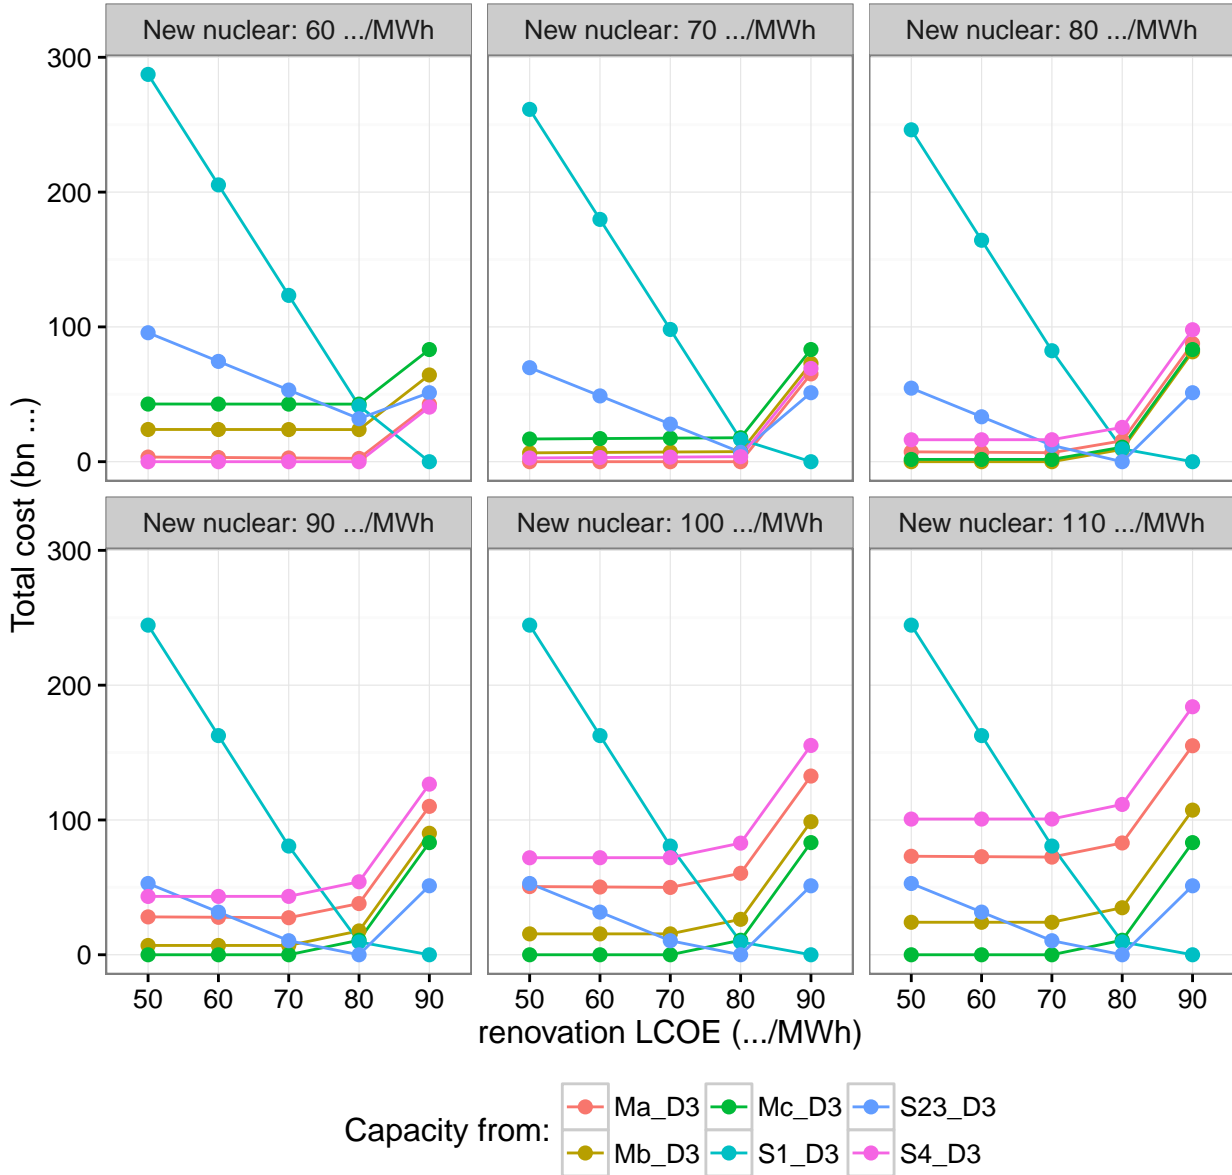 New nuclear: 60 .../MWh New nuclear: 70 .../MWh New nuclear: 80 .../MWh
300
200
100
0
New nuclear: 90 .../MWh New nuclear: 100 .../MWh New nuclear: 110 .../MWh
300
200
100
0
Total cost (bn ...)
50 60 70 80 90 50 60 70 80 90 50 60 70 80 90
renovation LCOE (.../MWh)
Capacity from:
Ma_D3 Mc_D3 S23_D3
Mb_D3 S1_D3 S4_D3